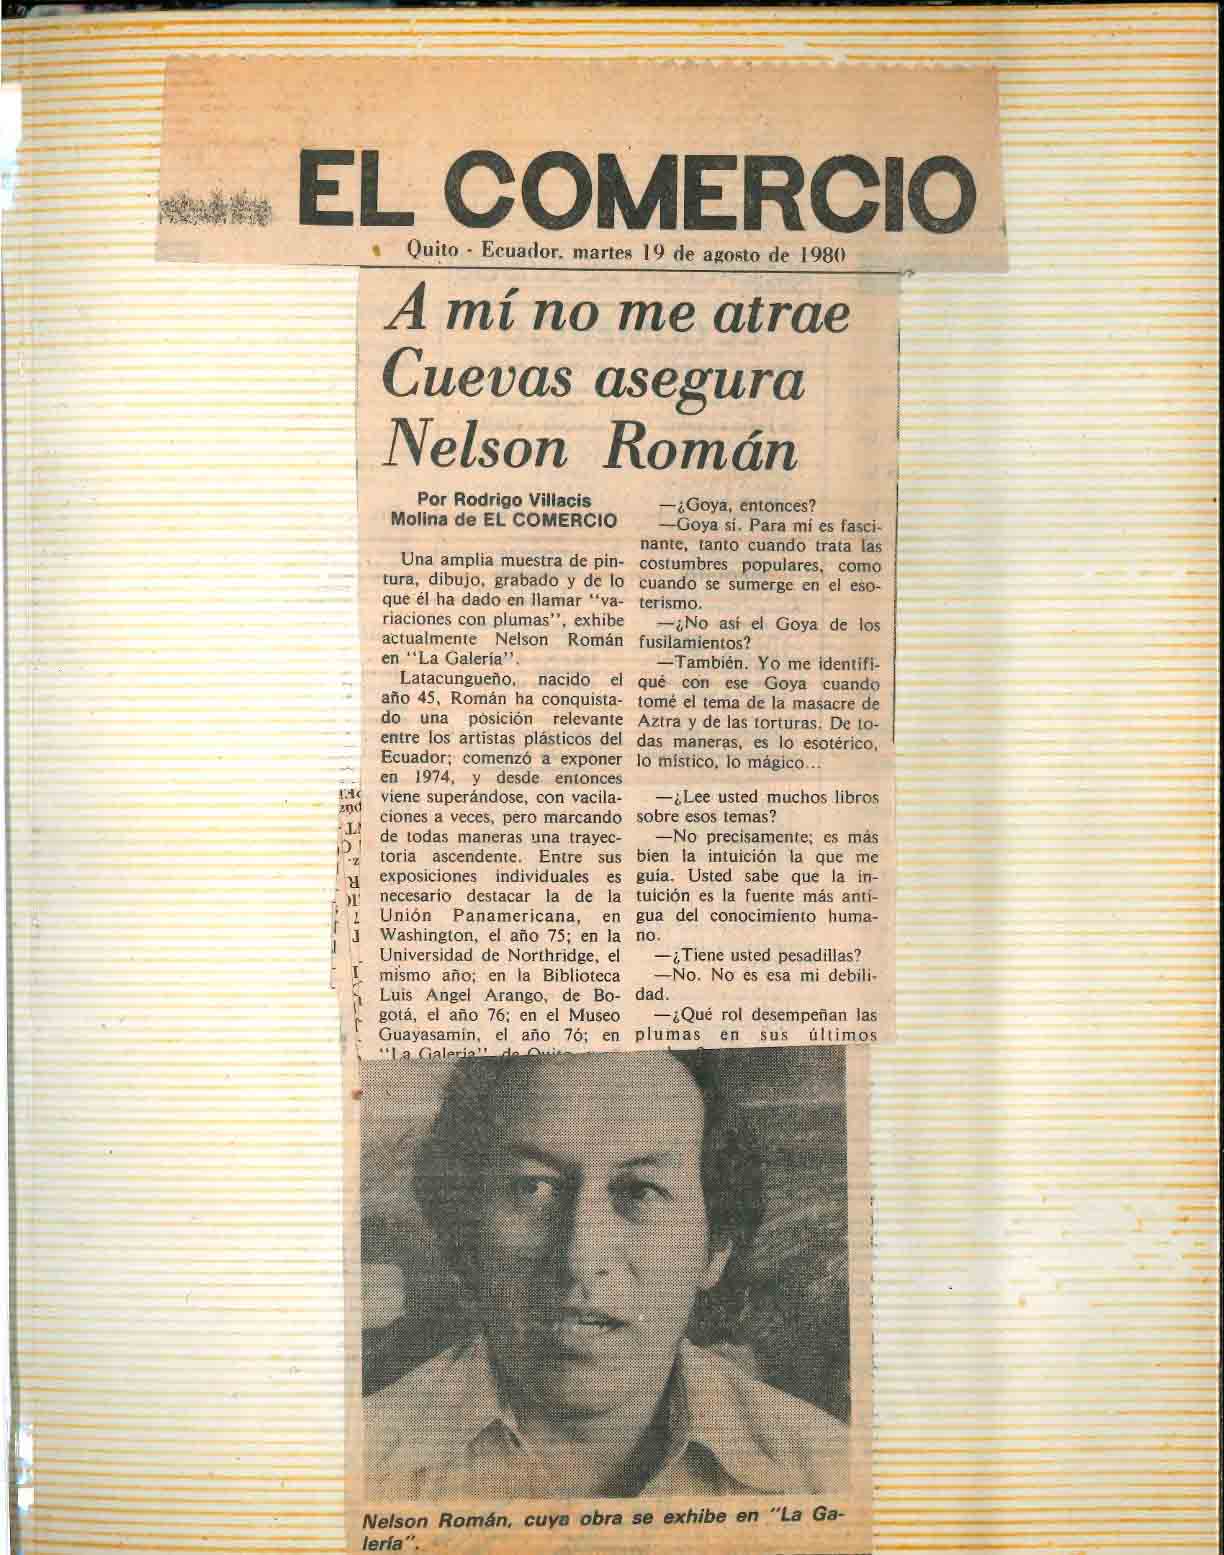 EL COMERCIO
Quito - Ecuador, martes 19 de agosto de 1980
A mí no me atrae
Cuevas asegura
Nelson Román
Por Rodrigo Villacis
Molina de EL COMERCIO
Una amplia muestra de pin-
tura, dibujo, grabado y de lo
que él ha dado en llamar "va-
riaciones con plumas", exhibe
actualmente Nelson Román
en "La Galería".
Latacungueño, nacido el
año 45, Román ha conquista-
do una posición relevante
entre los artistas plásticos del
Ecuador; comenzó a exponer
en 1974, y desde entonces
viene superándose, con vacila-
ciones a veces, pero marcando
de todas maneras una trayec-
toria ascendente. Entre sus
exposiciones individuales es
necesario destacar la de la
Unión Panamericana, en
Washington, el año 75; en la
Universidad de Northridge, el
mismo año; en la Biblioteca
Luis Angel Arango, de Bo-
gotá, el año 76; en el Museo
Guayasamín, el año 76; en
"La Galería", de Quito
—¿Goya, entonces?
—Goya sí. Para mí es fasci-
nante, tanto cuando trata las
costumbres populares, como
cuando se sumerge en el eso-
terismo.
—¿No así el Goya de los
fusilamientos?
—También. Yo me identifi-
qué con ese Goya cuando
tomé el tema de la masacre de
Aztra y de las torturas. De to-
das maneras, es lo esotérico,
lo místico, lo mágico...
—¿Lee usted muchos libros
sobre esos temas?
—No precisamente; es más
bien la intuición la que me
guía. Usted sabe que la in-
tuición es la fuente más anti-
gua del conocimiento huma-
no.
—¿Tiene usted pesadillas?
—No. No es esa mi debili-
dad.
—¿Qué rol desempeñan las
plumas en sus últimos
Nelson Román, cuya obra se exhibe en "La Ga-
lería".